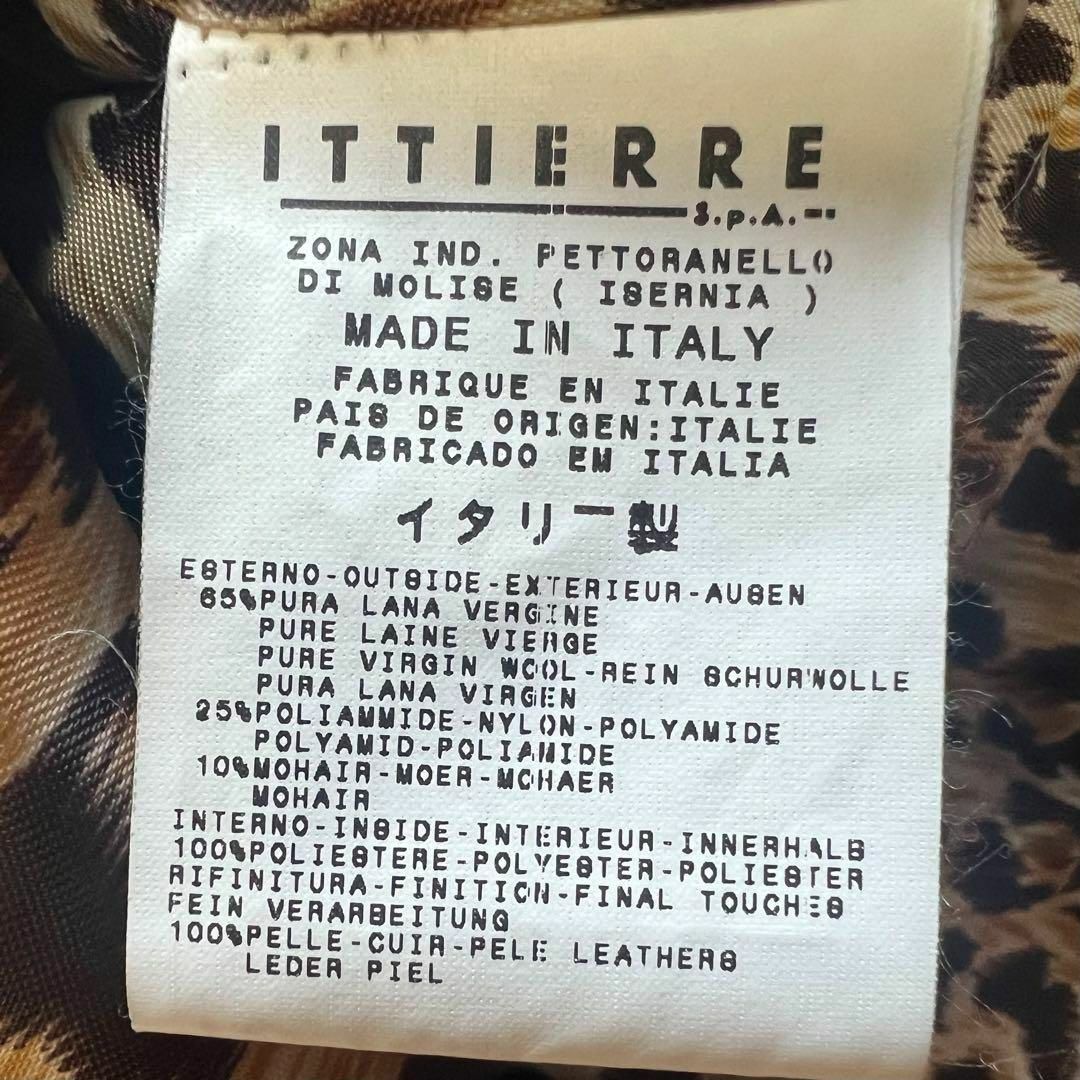 ITTIERRE
S.p.A.
ZONA IND. PETTORANELLO
DI MOLISE ( ISERNIA )
MADE IN ITALY
FABRIQUE EN ITALIE
PAIS DE ORIGEN:ITALIE
FABRICADO EM ITALIA
イタリー製
ESTERNO-OUTSIDE-EXTERIEUR-AUSEN
65%PURA LANA VERGINE
PURE LAINE VIERGE
PURE VIRGIN WOOL-REIN SCHURWOLLE
PURA LANA VIRGEN
25%POLIAMMIDE-NYLON-POLYAMIDE
POLYAMID-POLIAMIDE
10%MOHAIR-MOER-MOHAER
MOHAIR
INTERNO-INSIDE-INTERIEUR-INNERHALB
100%POLIESTERE-POLYESTER-POLIESTER
RIFINITURA-FINITION-FINAL TOUCHES
FEIN VERARBEITUNG
100%PELLE-CUIR-PELE LEATHERS
LEDER PIEL